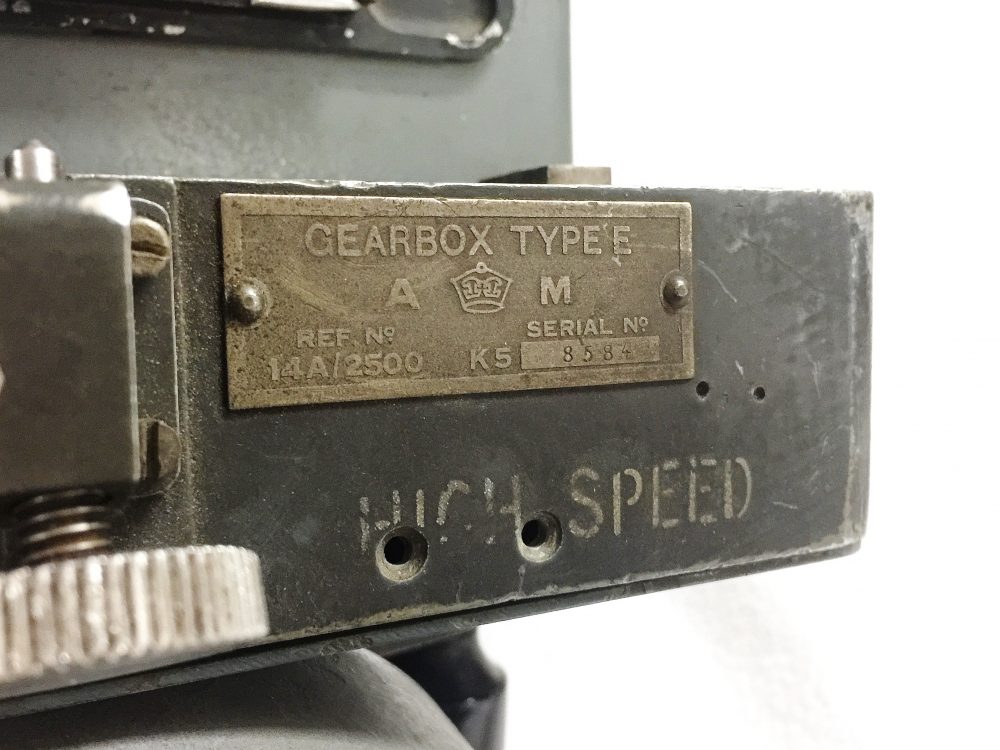 GEARBOX TYPE E
A M
REF. Nº SERIAL Nº
14A/2500 K5 8584
HIGH SPEED